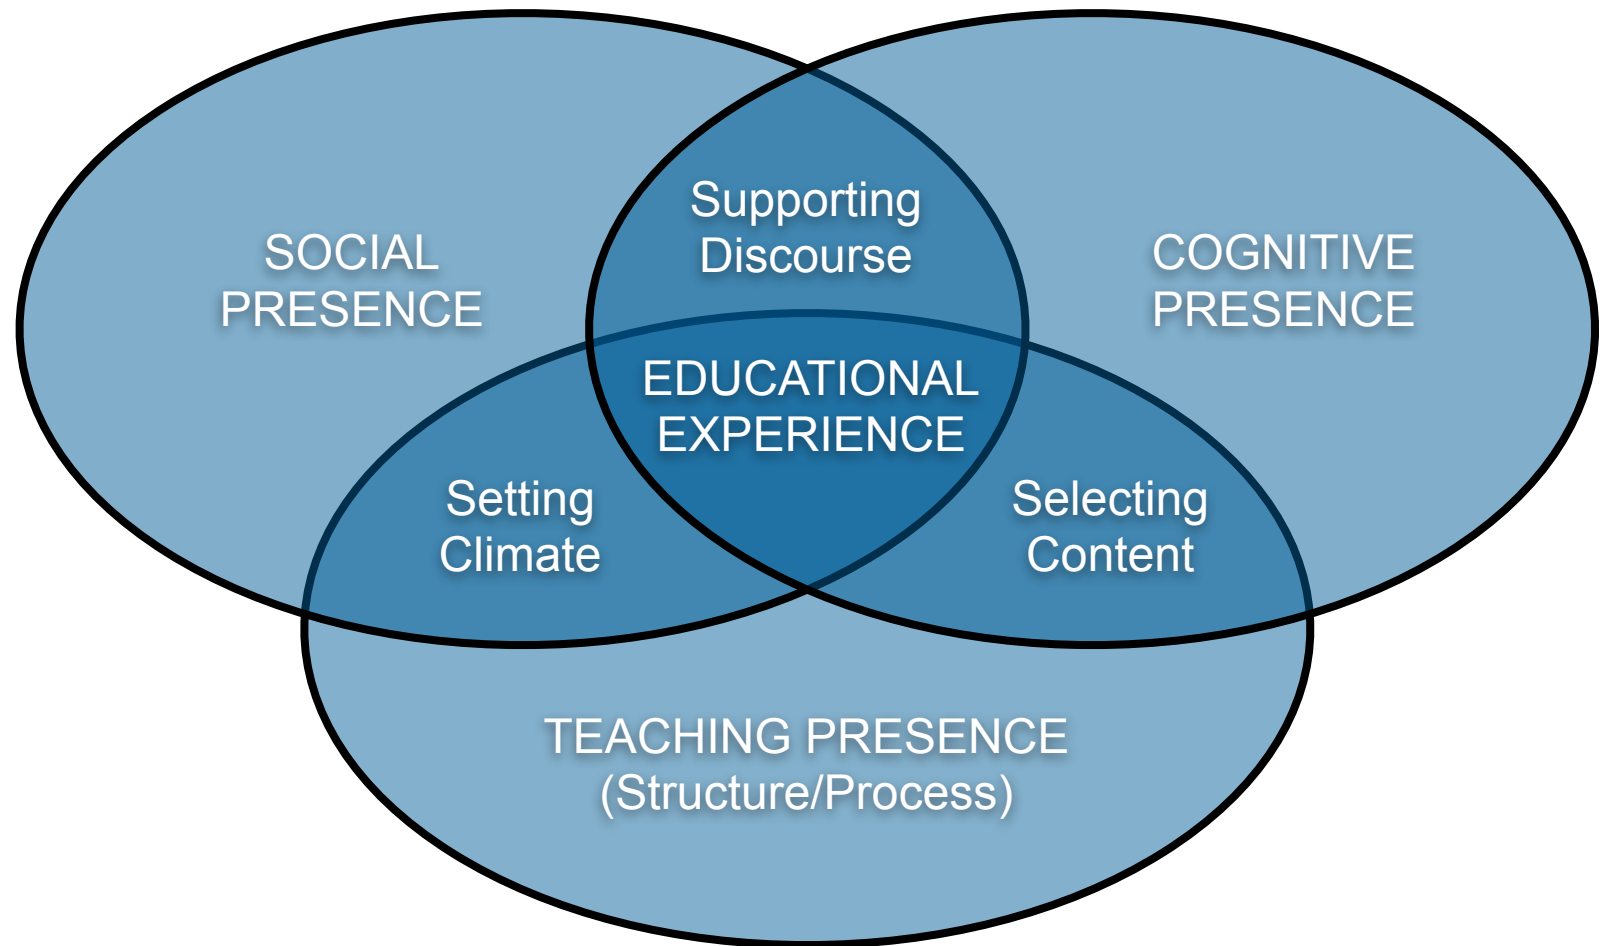 Supporting
Discourse
SOCIAL
PRESENCE
COGNITIVE
PRESENCE
EDUCATIONAL
EXPERIENCE
Setting
Climate
Selecting
Content
TEACHING PRESENCE
(Structure/Process)